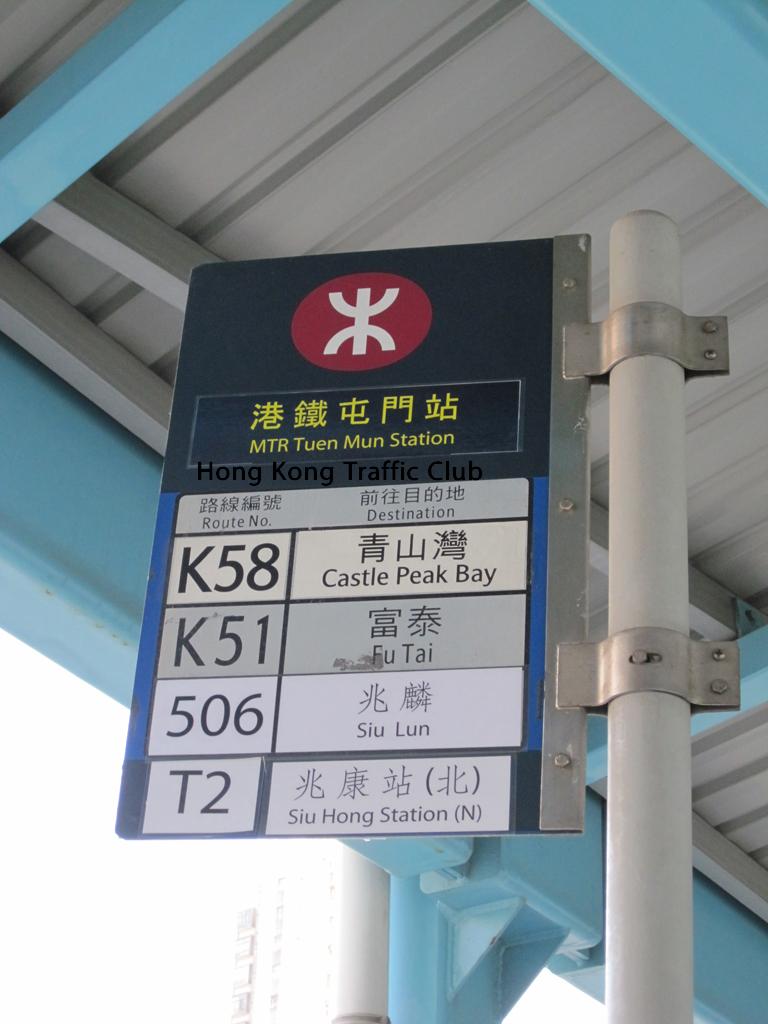 港鐵屯門站
MTR Tuen Mun Station
Hong Kong Traffic Club
路線編號 前往目的地
Route No. Destination
K58 青山灣
Castle Peak Bay
K51 富泰
Fu Tai
506 兆麟
Siu Lun
T2 兆康站(北)
Siu Hong Station (N)